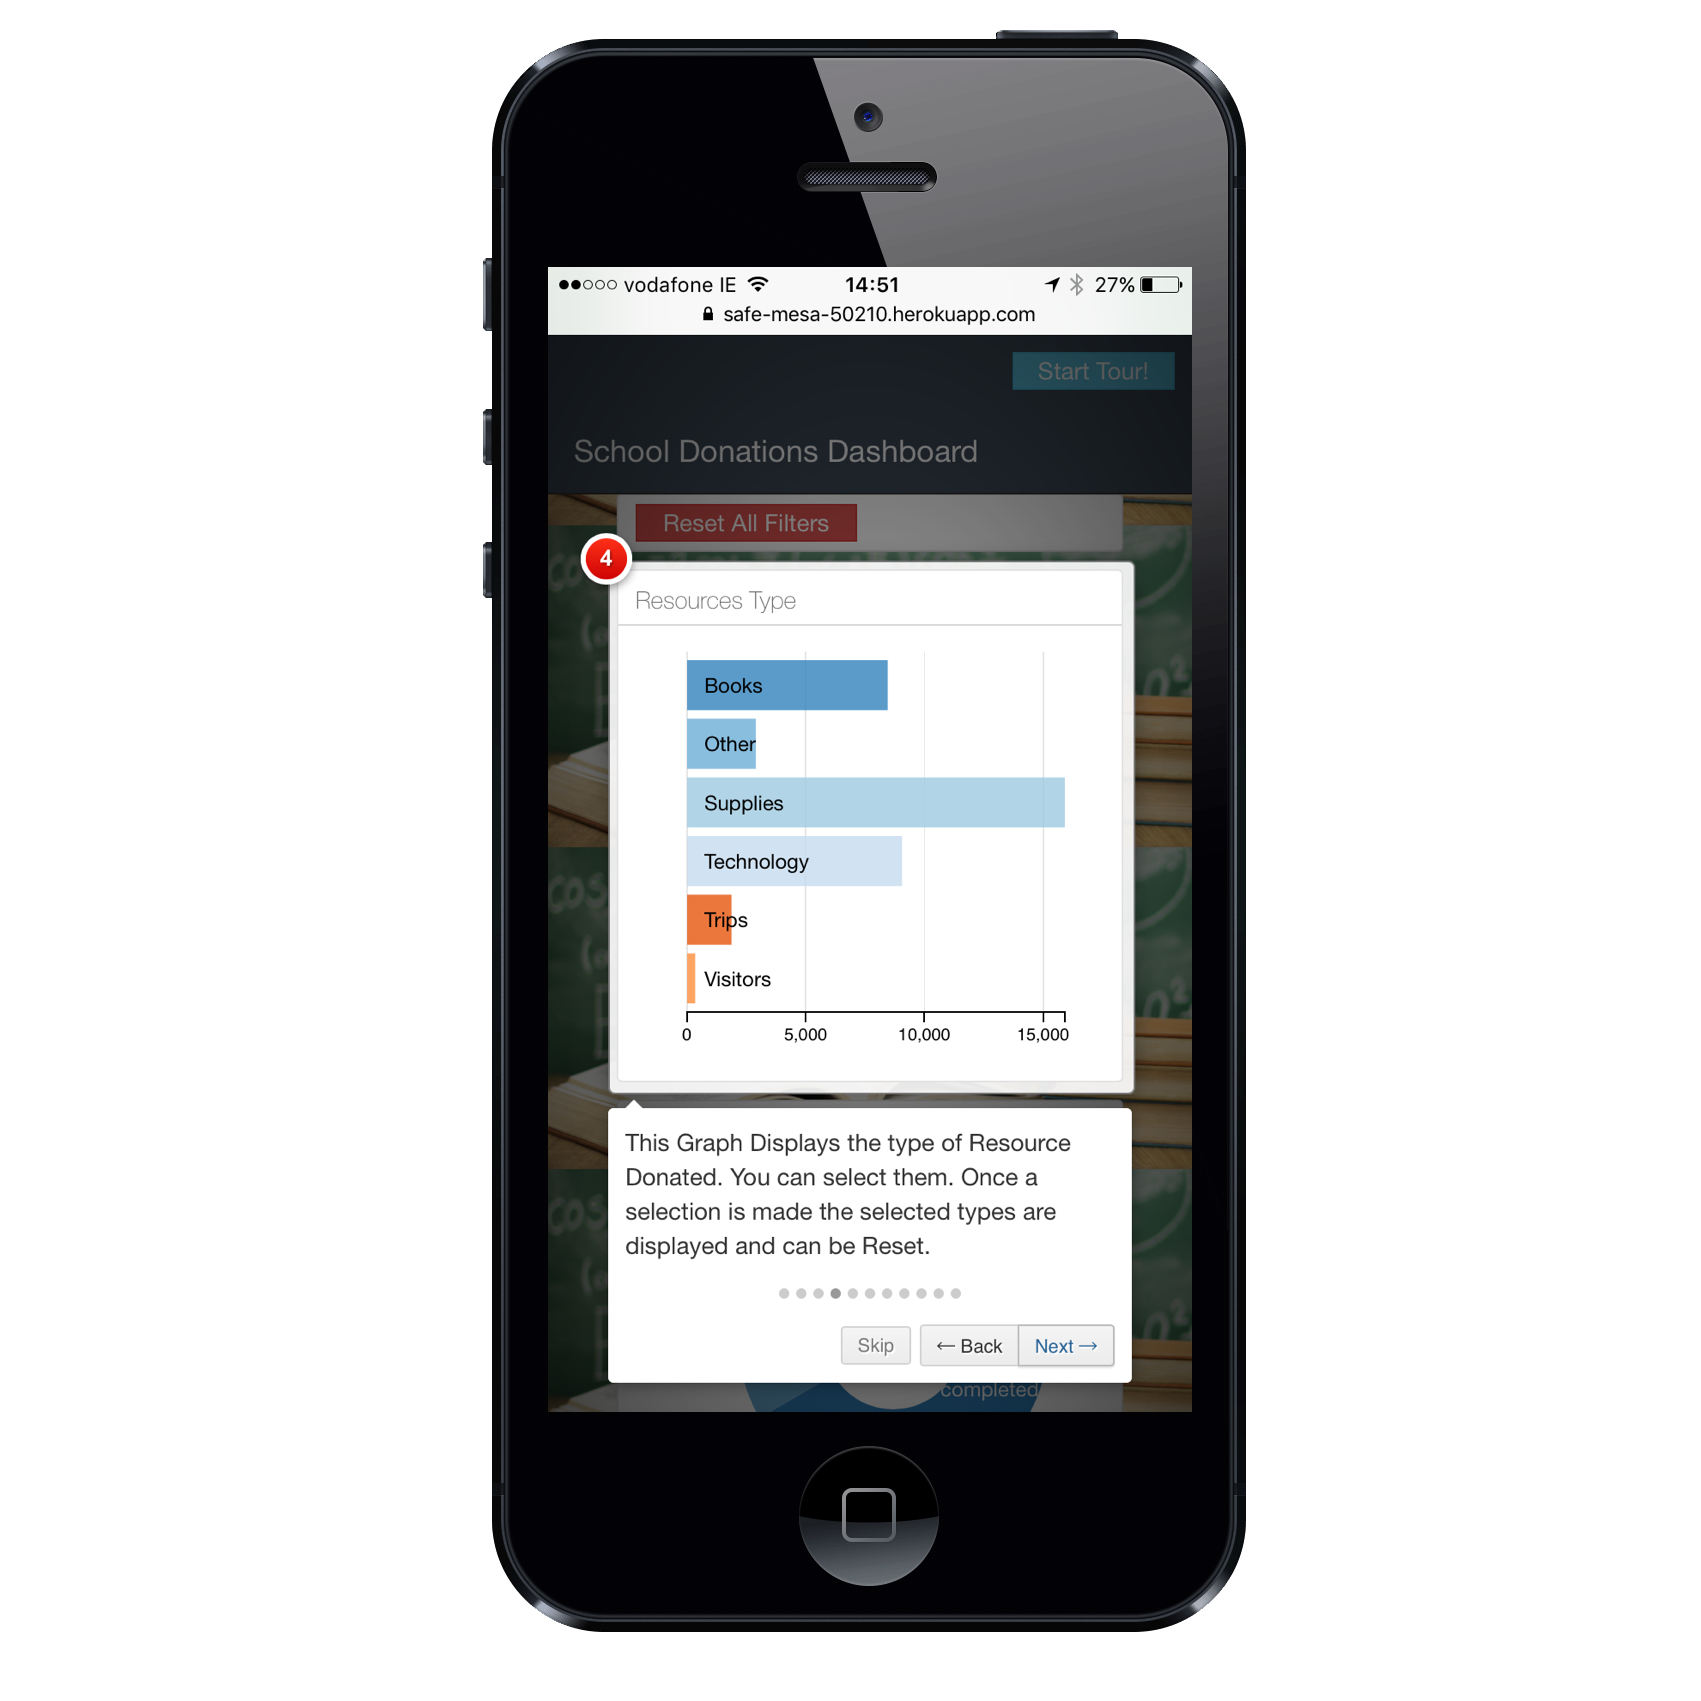 vodafone IE 14:51 27%
safe-mesa-50210.herokuapp.com
Start Tour!
School Donations Dashboard
Reset All Filters
4
Resources Type
Books
Other
Supplies
Technology
Trips
Visitors
0 5,000 10,000 15,000
This Graph Displays the type of Resource
Donated. You can select them. Once a
selection is made the selected types are
displayed and can be Reset.
Skip ← Back Next →
completed